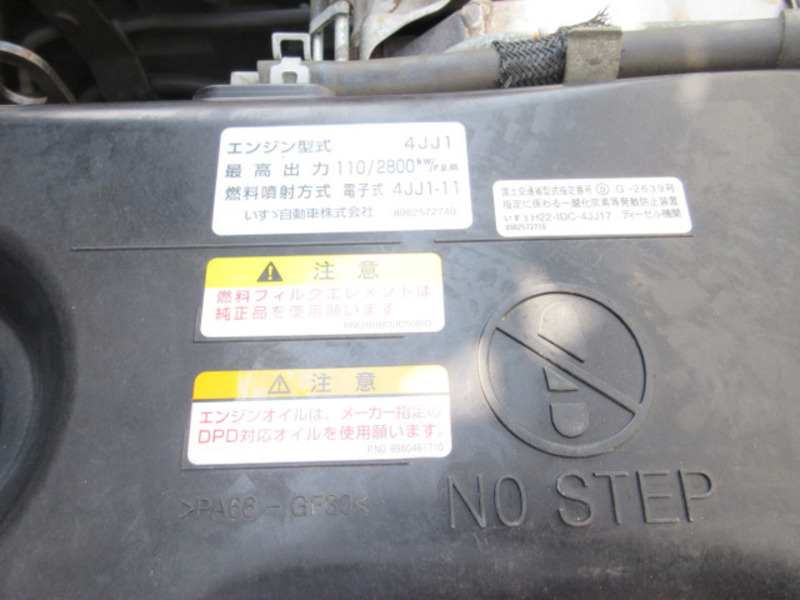 エンジン型式 4JJ1
最高出力 110/2800kW/r.p.m.
燃料噴射方式 電子式 4JJ1-11
いすゞ自動車株式会社 8982572740
国土交通省型式指定番号 G -2639号
指定に係わる一酸化炭素等発散防止装置
いすゞH22-IDC-4JJ17 ディーゼル機関
8982572710
注意
燃料フィルタエレメントは
純正品を使用願います
注意
エンジンオイルは、メーカー指定の
DPD対応オイルを使用願います。
P.NO. 8980461710
NO STEP
>PA66-GF30<